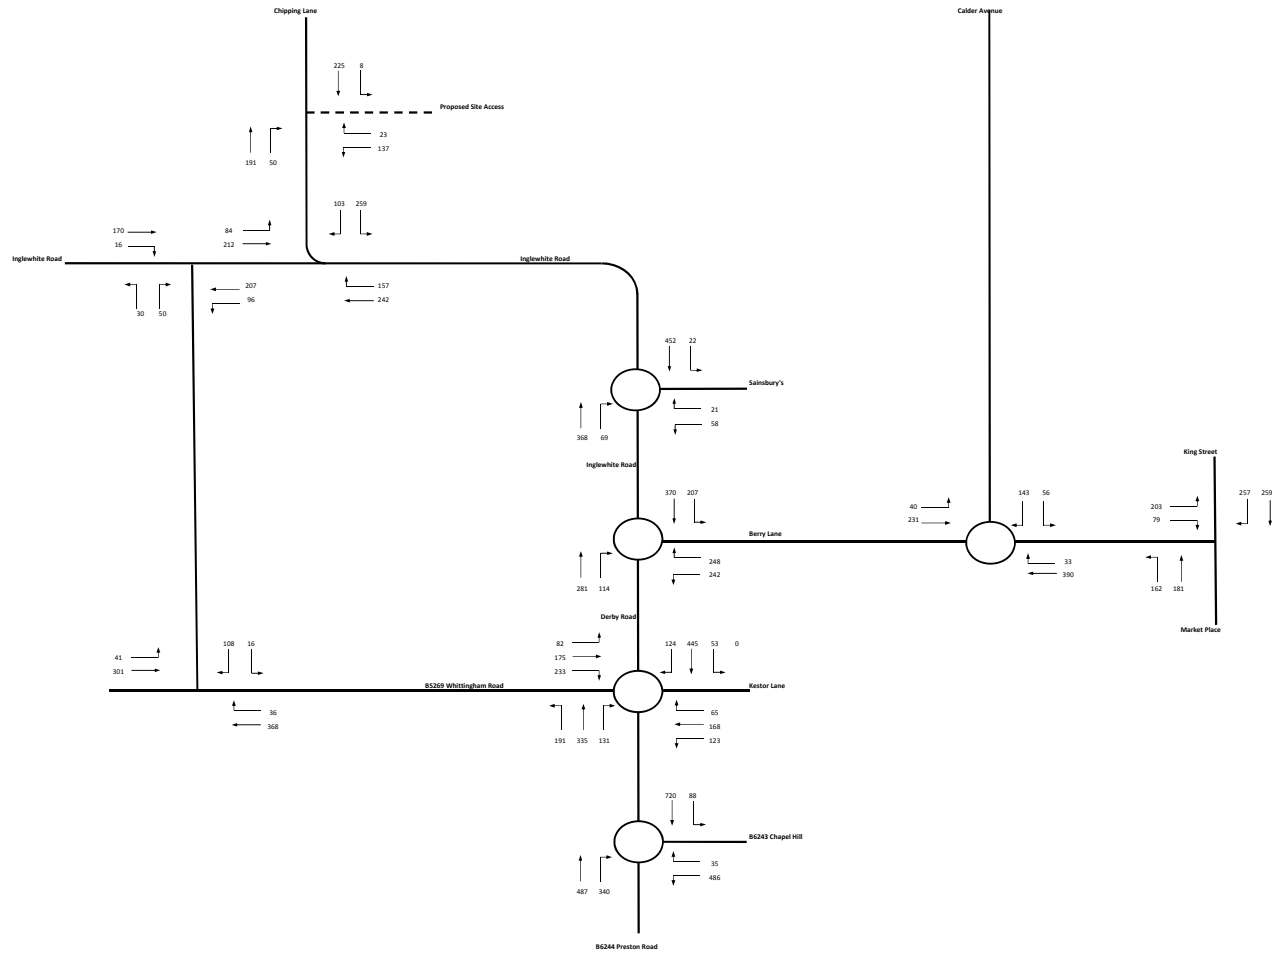 Chipping Lane
Calder Avenue
225 8
Proposed Site Access
23
137
191 50
103 259
170
16
84
212
Inglewhite Road
Inglewhite Road
207
96
157
242
30 50
452 22
Sainsbury's
21
58
368 69
King Street
Inglewhite Road
370 207
40
231
143 56
203
79
257 259
Berry Lane
248
242
33
390
281 114
162 181
Derby Road
Market Place
41
301
108 16
82
175
233
124 445 53 0
B5269 Whittingham Road
Kestor Lane
36
368
65
168
123
191 335 131
720 88
B6243 Chapel Hill
35
486
487 340
B6244 Preston Road